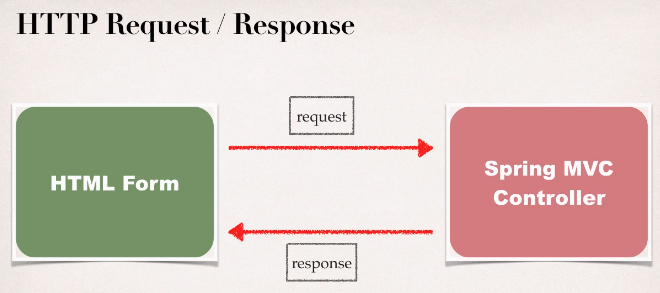 HTTP Request / Response
request
HTML Form
Spring MVC
Controller
response